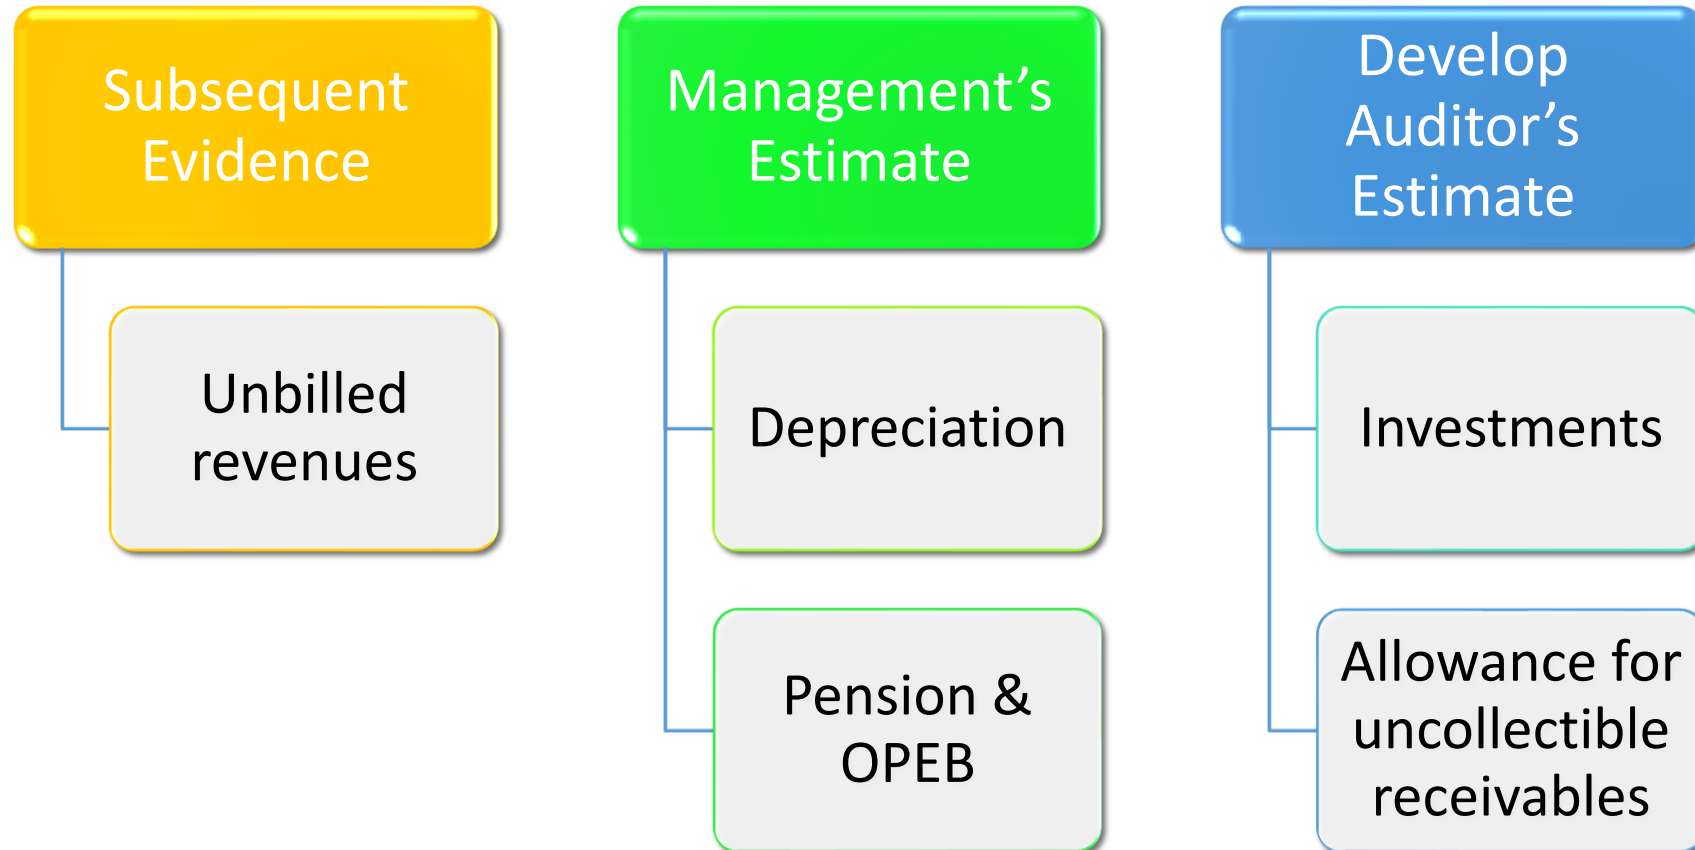 Subsequent
Evidence
Unbilled
revenues
Management’s
Estimate
Depreciation
Pension &
OPEB
Develop
Auditor’s
Estimate
Investments
Allowance for
uncollectible
receivables